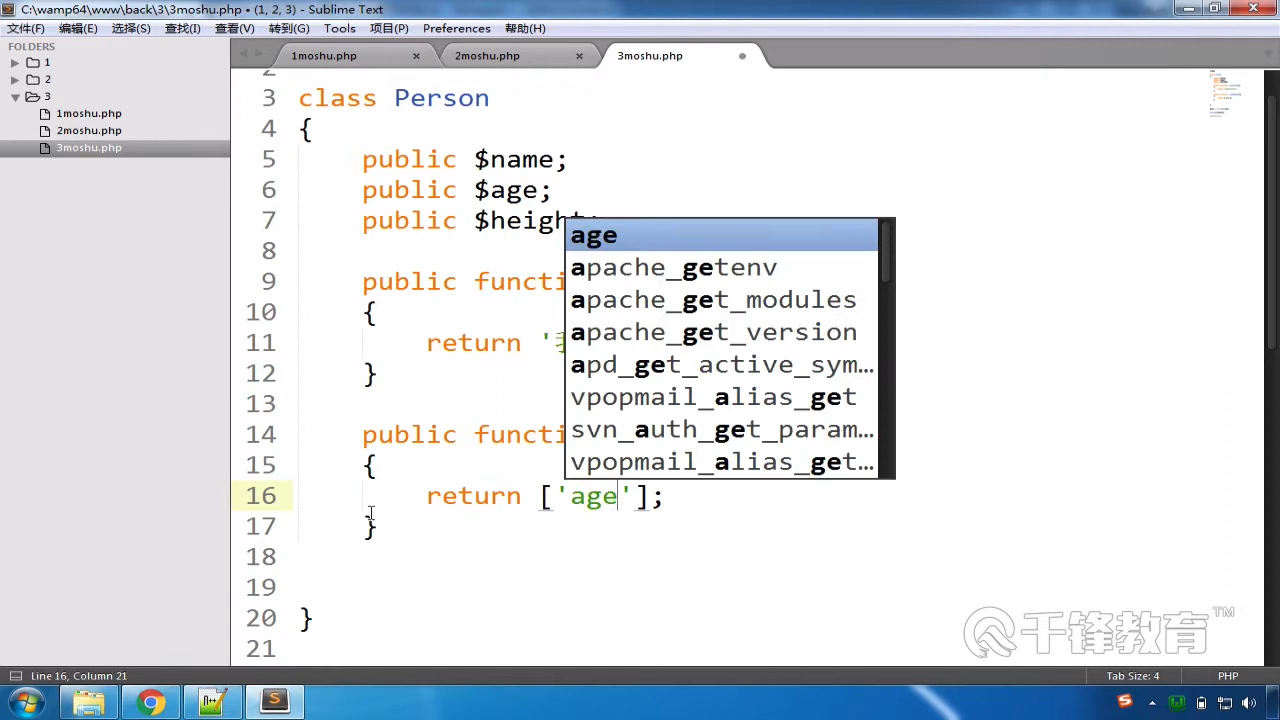 C:\wamp64\www\back\3\3moshu.php • (1, 2, 3) - Sublime Text
文件(F) 编辑(E) 选择(S) 查找(I) 查看(V) 转到(G) Tools 项目(P) Preferences 帮助(H)
FOLDERS
1
2
3
1moshu.php
2moshu.php
3moshu.php
1moshu.php × 2moshu.php × 3moshu.php
2
3 class Person
4 {
5 public $name;
6 public $age;
7 public $height;
8
9 public functi
10 {
11 return '
12 }
13
14 public functi
15 {
16 return ['age'];
17 }
18
19
20 }
21
age
apache_getenv
apache_get_modules
apache_get_version
apd_get_active_sym…
vpopmail_alias_get
svn_auth_get_param…
vpopmail_alias_get…
千锋教育™
Line 16, Column 21 Tab Size: 4 PHP